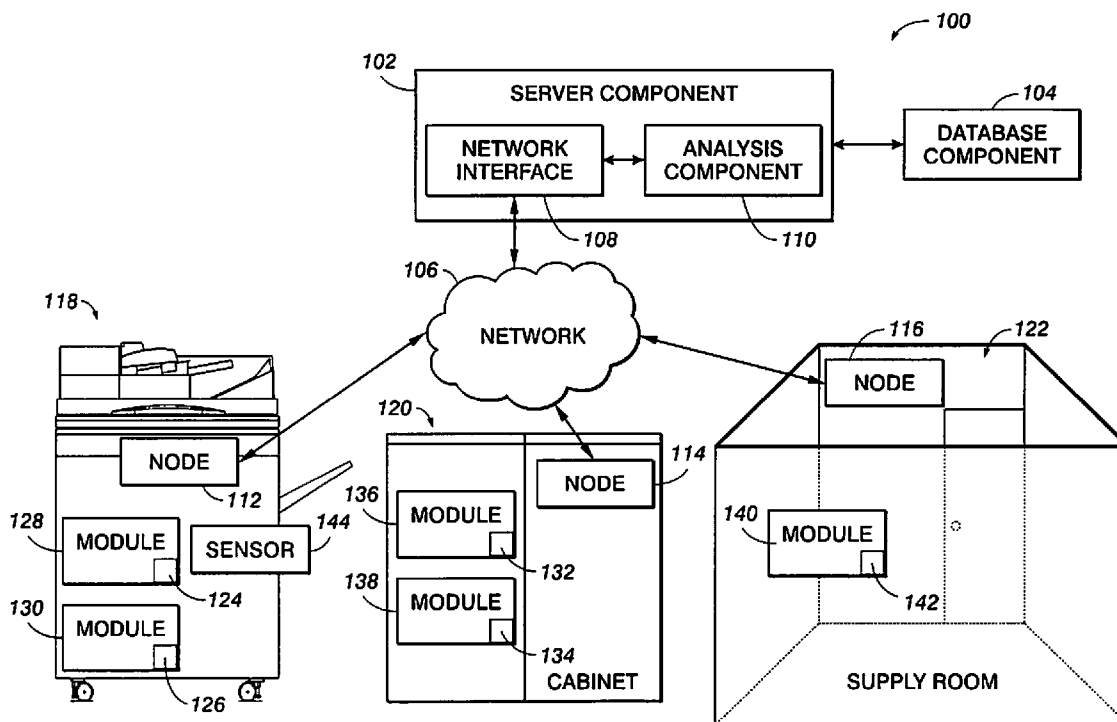 100
102
SERVER COMPONENT
104
DATABASE
COMPONENT
NETWORK
INTERFACE
ANALYSIS
COMPONENT
108
110
106
NETWORK
118
116
122
NODE
120
NODE
112
NODE
114
128
MODULE
124
SENSOR
144
136
MODULE
132
140
MODULE
142
130
MODULE
126
138
MODULE
134
CABINET
SUPPLY ROOM